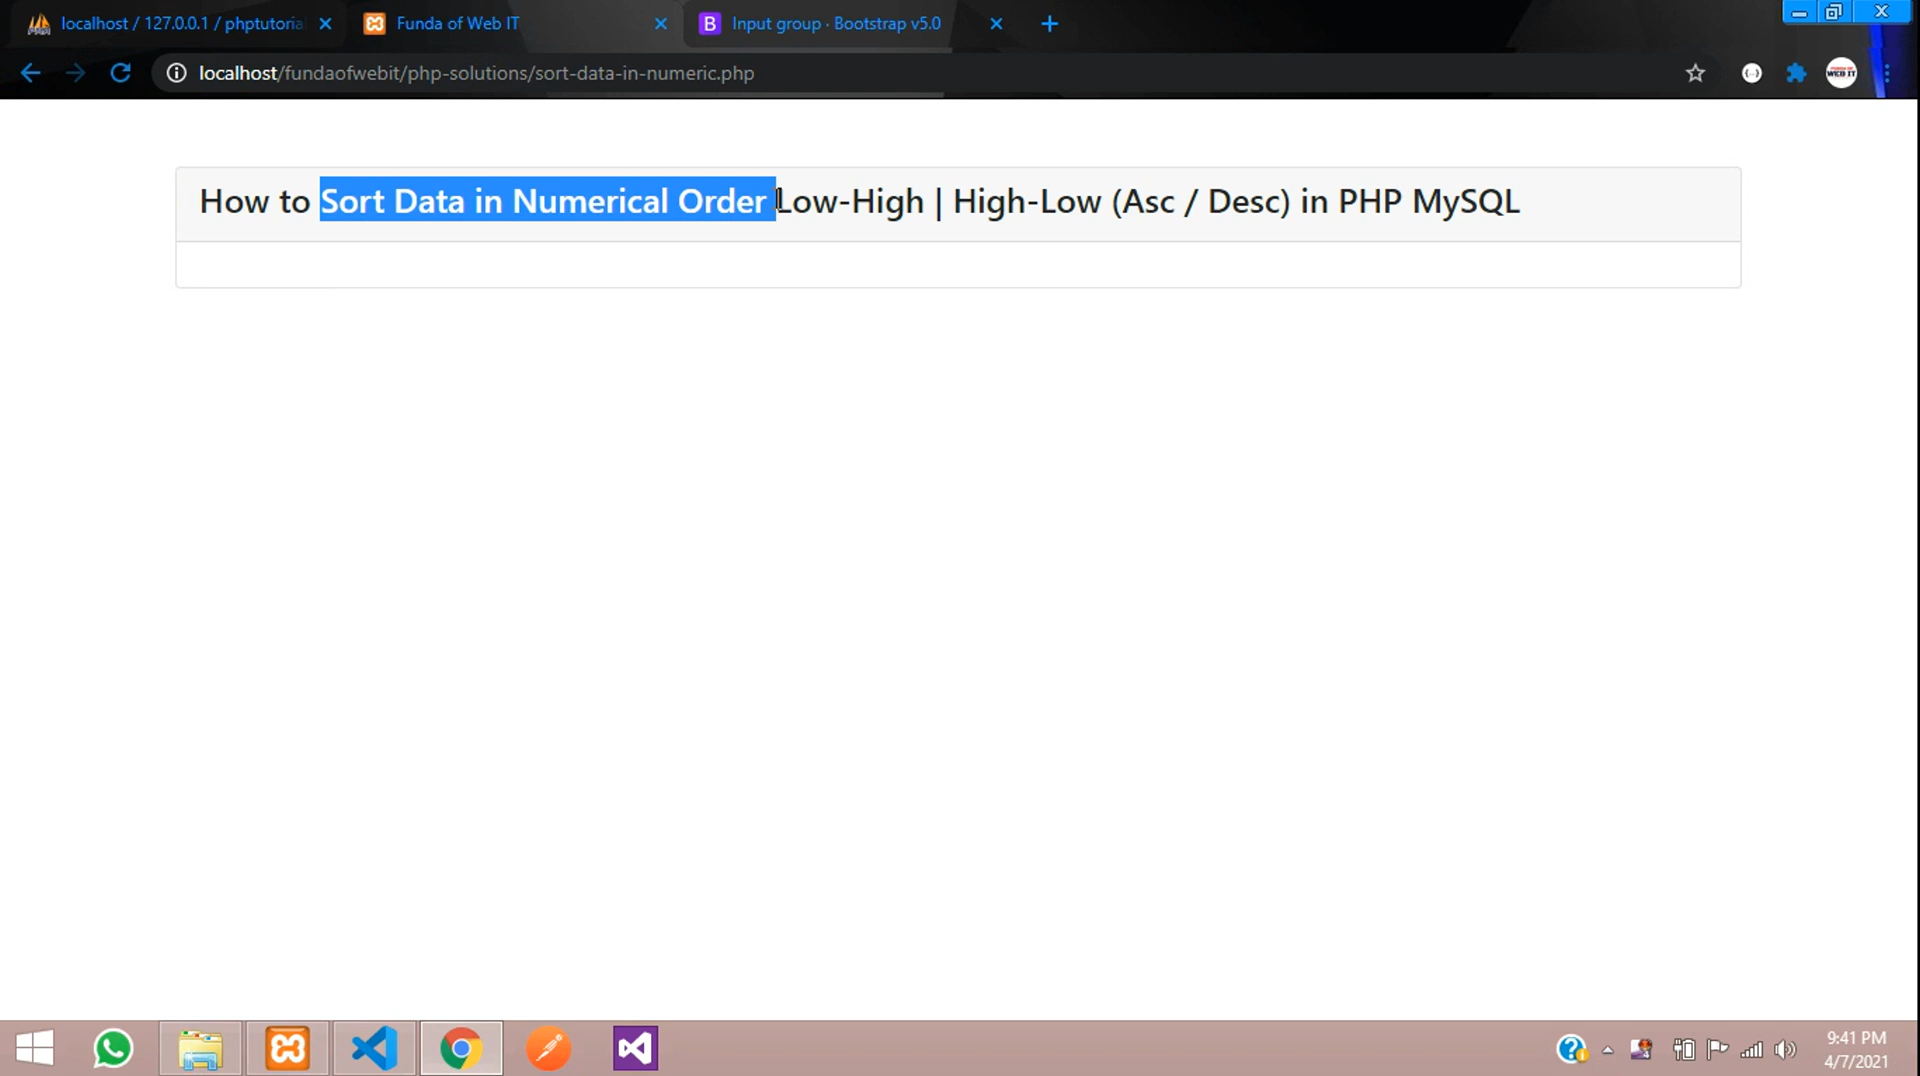 localhost / 127.0.0.1 / phptutoria
Funda of Web IT
B Input group · Bootstrap v5.0
localhost/fundaofwebit/php-solutions/sort-data-in-numeric.php
WEB IT
How to Sort Data in Numerical Order Low-High | High-Low (Asc / Desc) in PHP MySQL
9:41 PM
4/7/2021